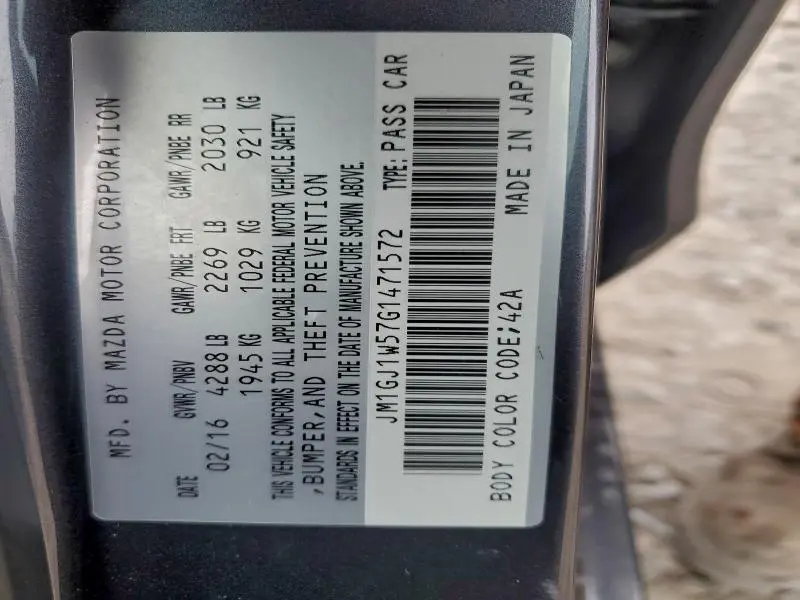 MFD. BY MAZDA MOTOR CORPORATION
DATE GVWR/PNBV GAWR/PNBE FRT GAWR/PNBE RR
02/16 4288 LB 2269 LB 2030 LB
1945 KG 1029 KG 921 KG
THIS VEHICLE CONFORMS TO ALL APPLICABLE FEDERAL MOTOR VEHICLE SAFETY
,BUMPER,AND THEFT PREVENTION
STANDARDS IN EFFECT ON THE DATE OF MANUFACTURE SHOWN ABOVE.
JM1GJ1W57G1471572 TYPE: PASS CAR
BODY COLOR CODE;42A MADE IN JAPAN